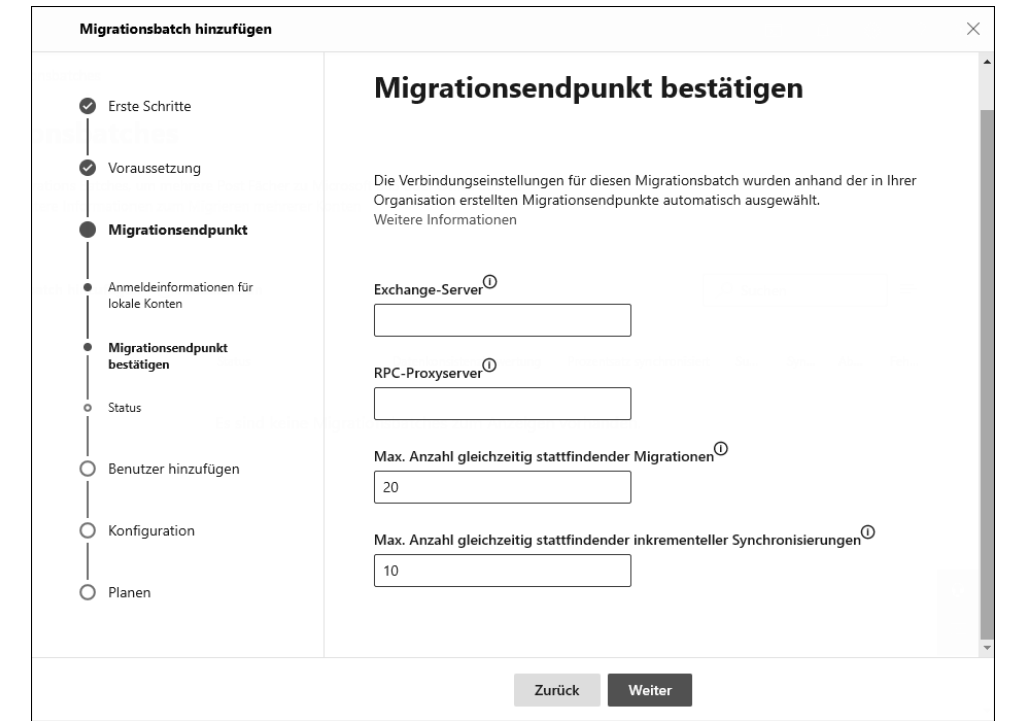 Migrationsbatch hinzufügen
Erste Schritte
Voraussetzung
Migrationsendpunkt
Anmeldeinformationen für
lokale Konten
Migrationsendpunkt
bestätigen
Status
Benutzer hinzufügen
Konfiguration
Planen
Migrationsendpunkt bestätigen
Die Verbindungseinstellungen für diesen Migrationsbatch wurden anhand der in Ihrer
Organisation erstellten Migrationsendpunkte automatisch ausgewählt.
Weitere Informationen
Exchange-Server
RPC-Proxyserver
Max. Anzahl gleichzeitig stattfindender Migrationen
20
Max. Anzahl gleichzeitig stattfindender inkrementeller Synchronisierungen
10
Zurück
Weiter